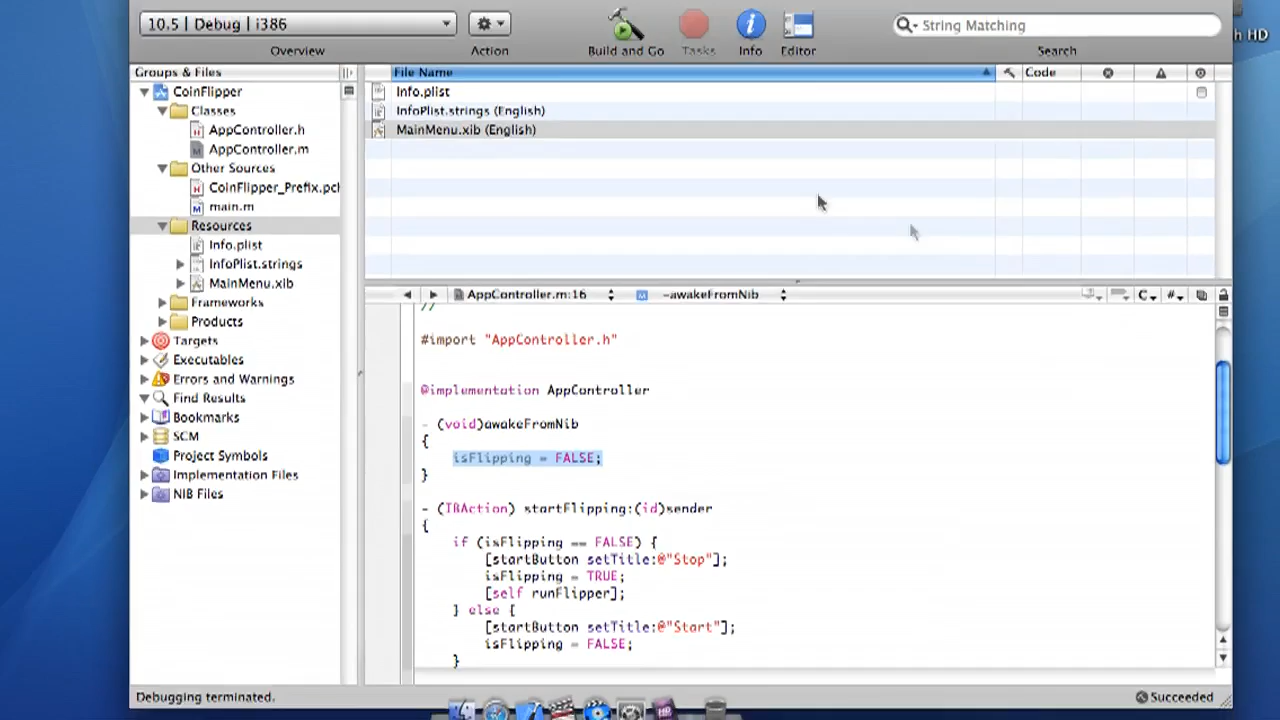 10.5 | Debug | i386
String Matching
h HD
Overview
Action
Build and Go
Tasks
Info
Editor
Search
Groups & Files
File Name
Code
CoinFlipper
Classes
AppController.h
AppController.m
Other Sources
CoinFlipper_Prefix.pch
main.m
Resources
Info.plist
InfoPlist.strings
MainMenu.xib
Frameworks
Products
Targets
Executables
Errors and Warnings
Find Results
Bookmarks
SCM
Project Symbols
Implementation Files
NIB Files
Info.plist
InfoPlist.strings (English)
MainMenu.xib (English)
AppController.m:16
-awakeFromNib
C
#
//
#import "AppController.h"
@implementation AppController
- (void)awakeFromNib
{
isFlipping = FALSE;
}
- (IBAction) startFlipping:(id)sender
{
if (isFlipping == FALSE) {
[startButton setTitle:@"Stop"];
isFlipping = TRUE;
[self runFlipper];
} else {
[startButton setTitle:@"Start"];
isFlipping = FALSE;
}
Debugging terminated.
Succeeded